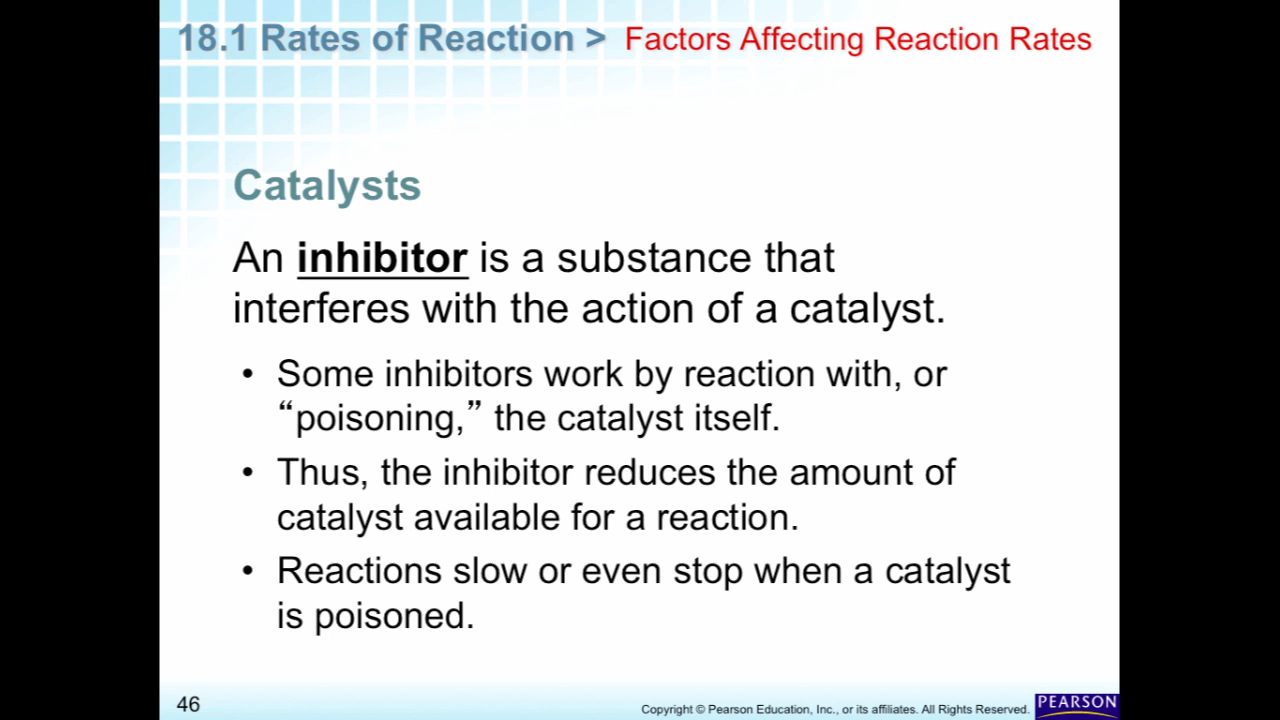 18.1 Rates of Reaction > Factors Affecting Reaction Rates
Catalysts
An inhibitor is a substance that
interferes with the action of a catalyst.
• Some inhibitors work by reaction with, or
“poisoning,” the catalyst itself.
• Thus, the inhibitor reduces the amount of
catalyst available for a reaction.
• Reactions slow or even stop when a catalyst
is poisoned.
46
Copyright © Pearson Education, Inc., or its affiliates. All Rights Reserved.
PEARSON